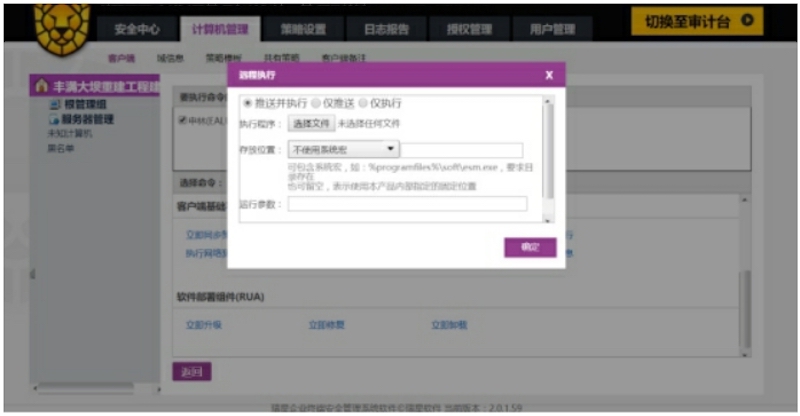 安全中心 计算机管理 策略设置 日志报告 授权管理 用户管理 切换至审计台
客户端 域信息 策略模板 共有策略 客户端备注
丰满大坝重建工程建
根管理组
服务器管理
未知计算机
黑名单
要执行命令
远程执行 X
推送并执行 仅推送 仅执行
执行程序： 选择文件 未选择任何文件
存放位置： 不使用系统宏
可包含系统宏，如：%programfiles%\soft\esm.exe，要求目
录存在
也可留空，表示使用本产品内部指定的固定位置
运行参数：
确定
选择命令：
客户端基础
立即同步
执行网络
软件部署组件(RUA)
立即升级 立即修复 立即卸载
返回
瑞星企业终端安全管理系统软件©瑞星软件 当前版本：2.0.1.59